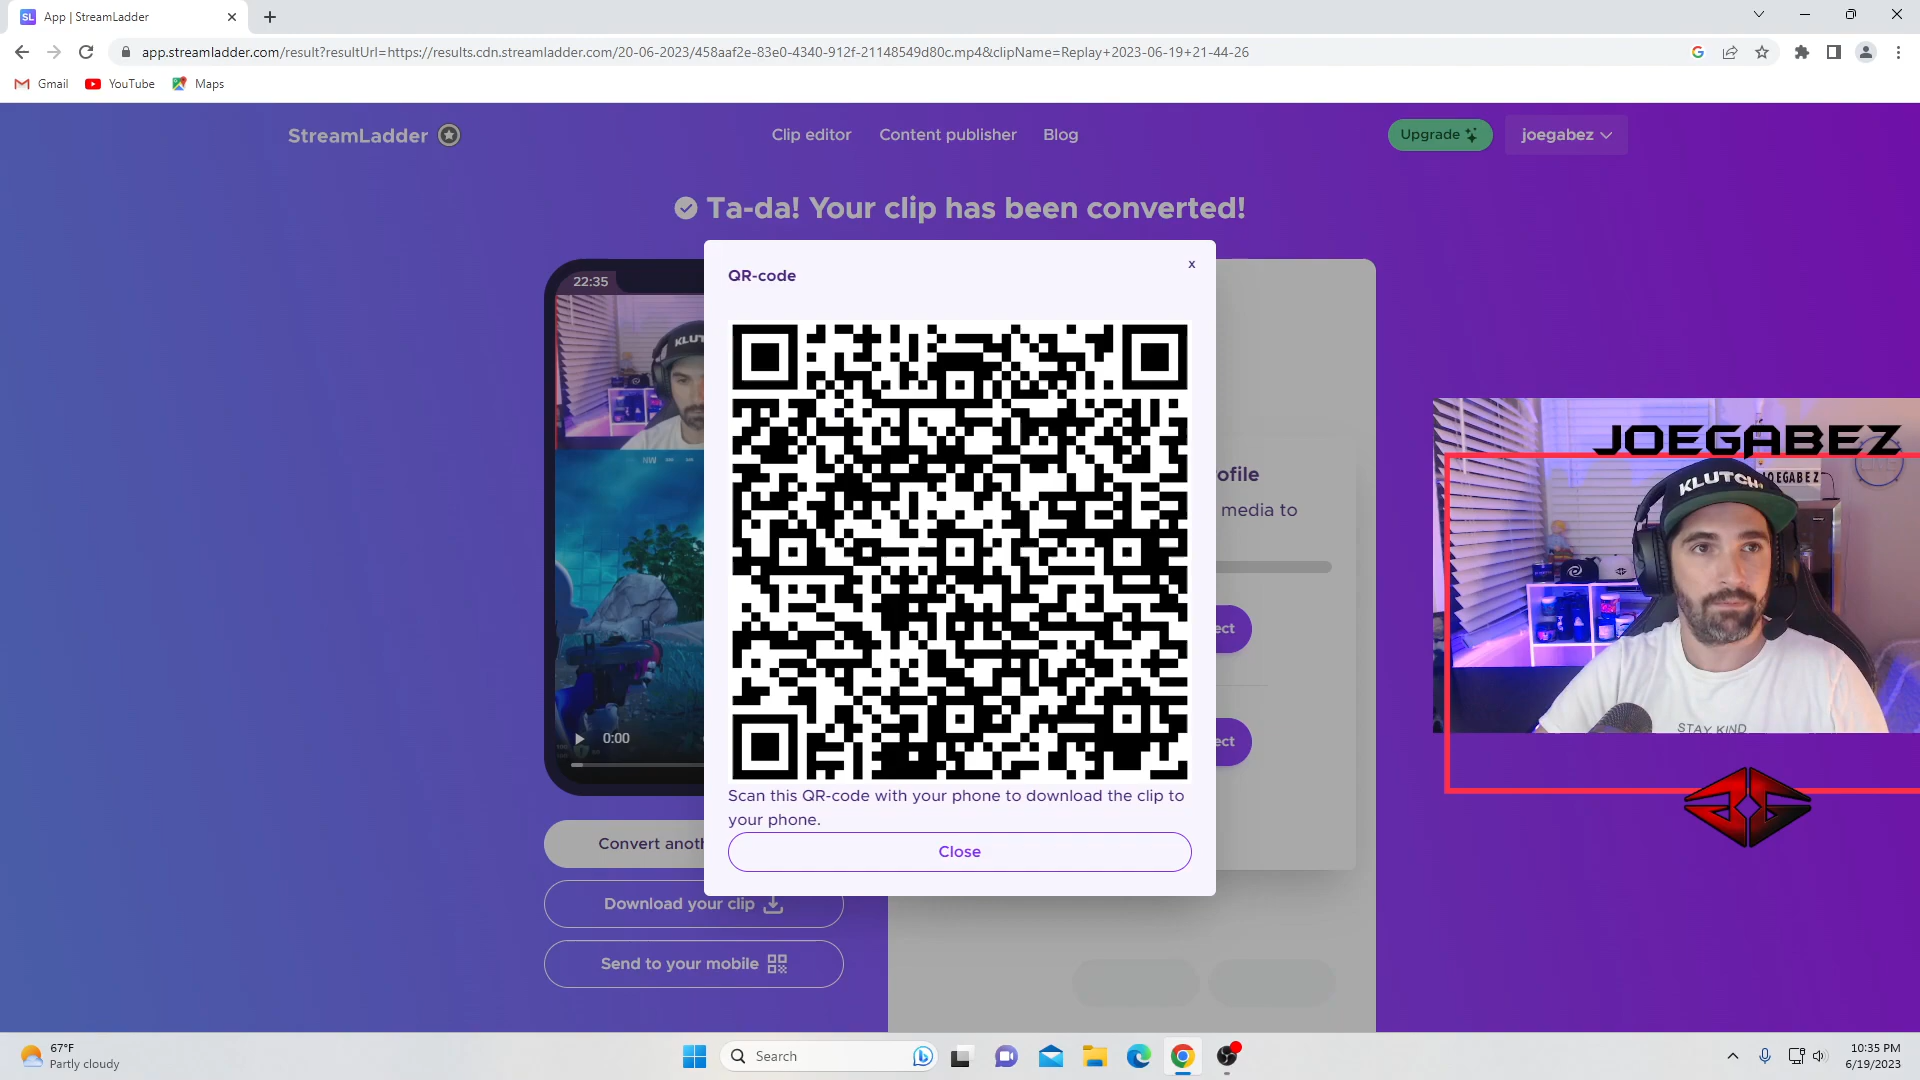 App | StreamLadder
app.streamladder.com/result?resultUrl=https://results.cdn.streamladder.com/20-06-2023/458aaf2e-83e0-4340-912f-21148549d80c.mp4&clipName=Replay+2023-06-19+21-44-26
Gmail YouTube Maps
StreamLadder
Clip editor Content publisher Blog
Upgrade joegabez
Ta-da! Your clip has been converted!
QR-code
x
22:35
NW
ofile
media to
ect
ect
0:00
Scan this QR-code with your phone to download the clip to
your phone.
Close
Convert anoth
Download your clip
Send to your mobile
JOEGABEZ
JOEGABEZ
KLUTCH
STAY KIND
67°F
Partly cloudy
Search
10:35 PM
6/19/2023